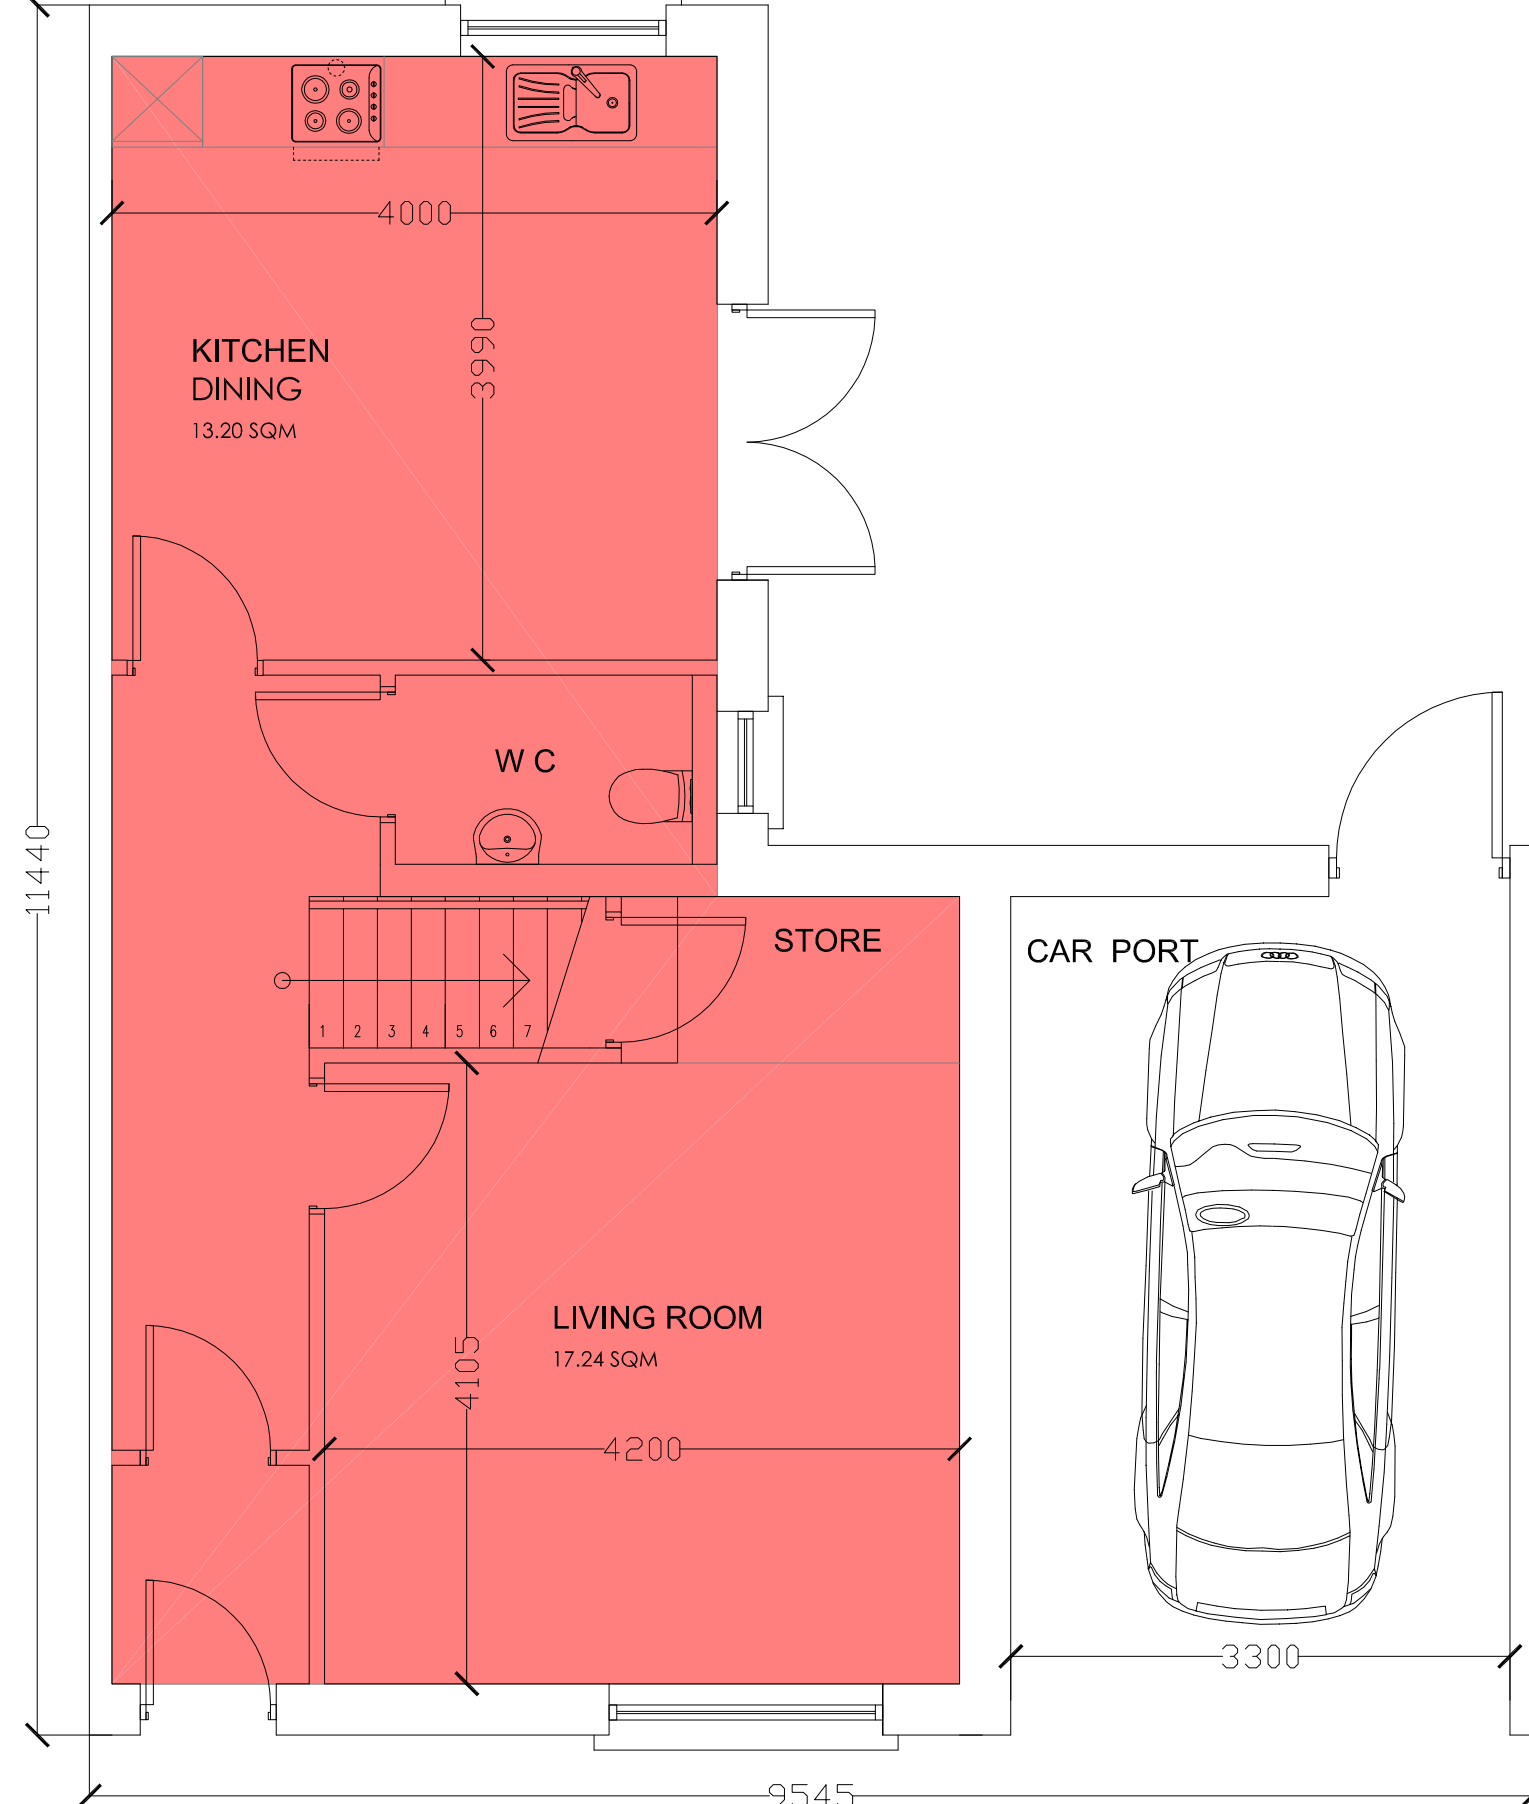 4000
3990
KITCHEN
DINING
13.20 SQM
W C
11440
STORE
CAR PORT
1 2 3 4 5 6 7
LIVING ROOM
17.24 SQM
4105
4200
3300
9545